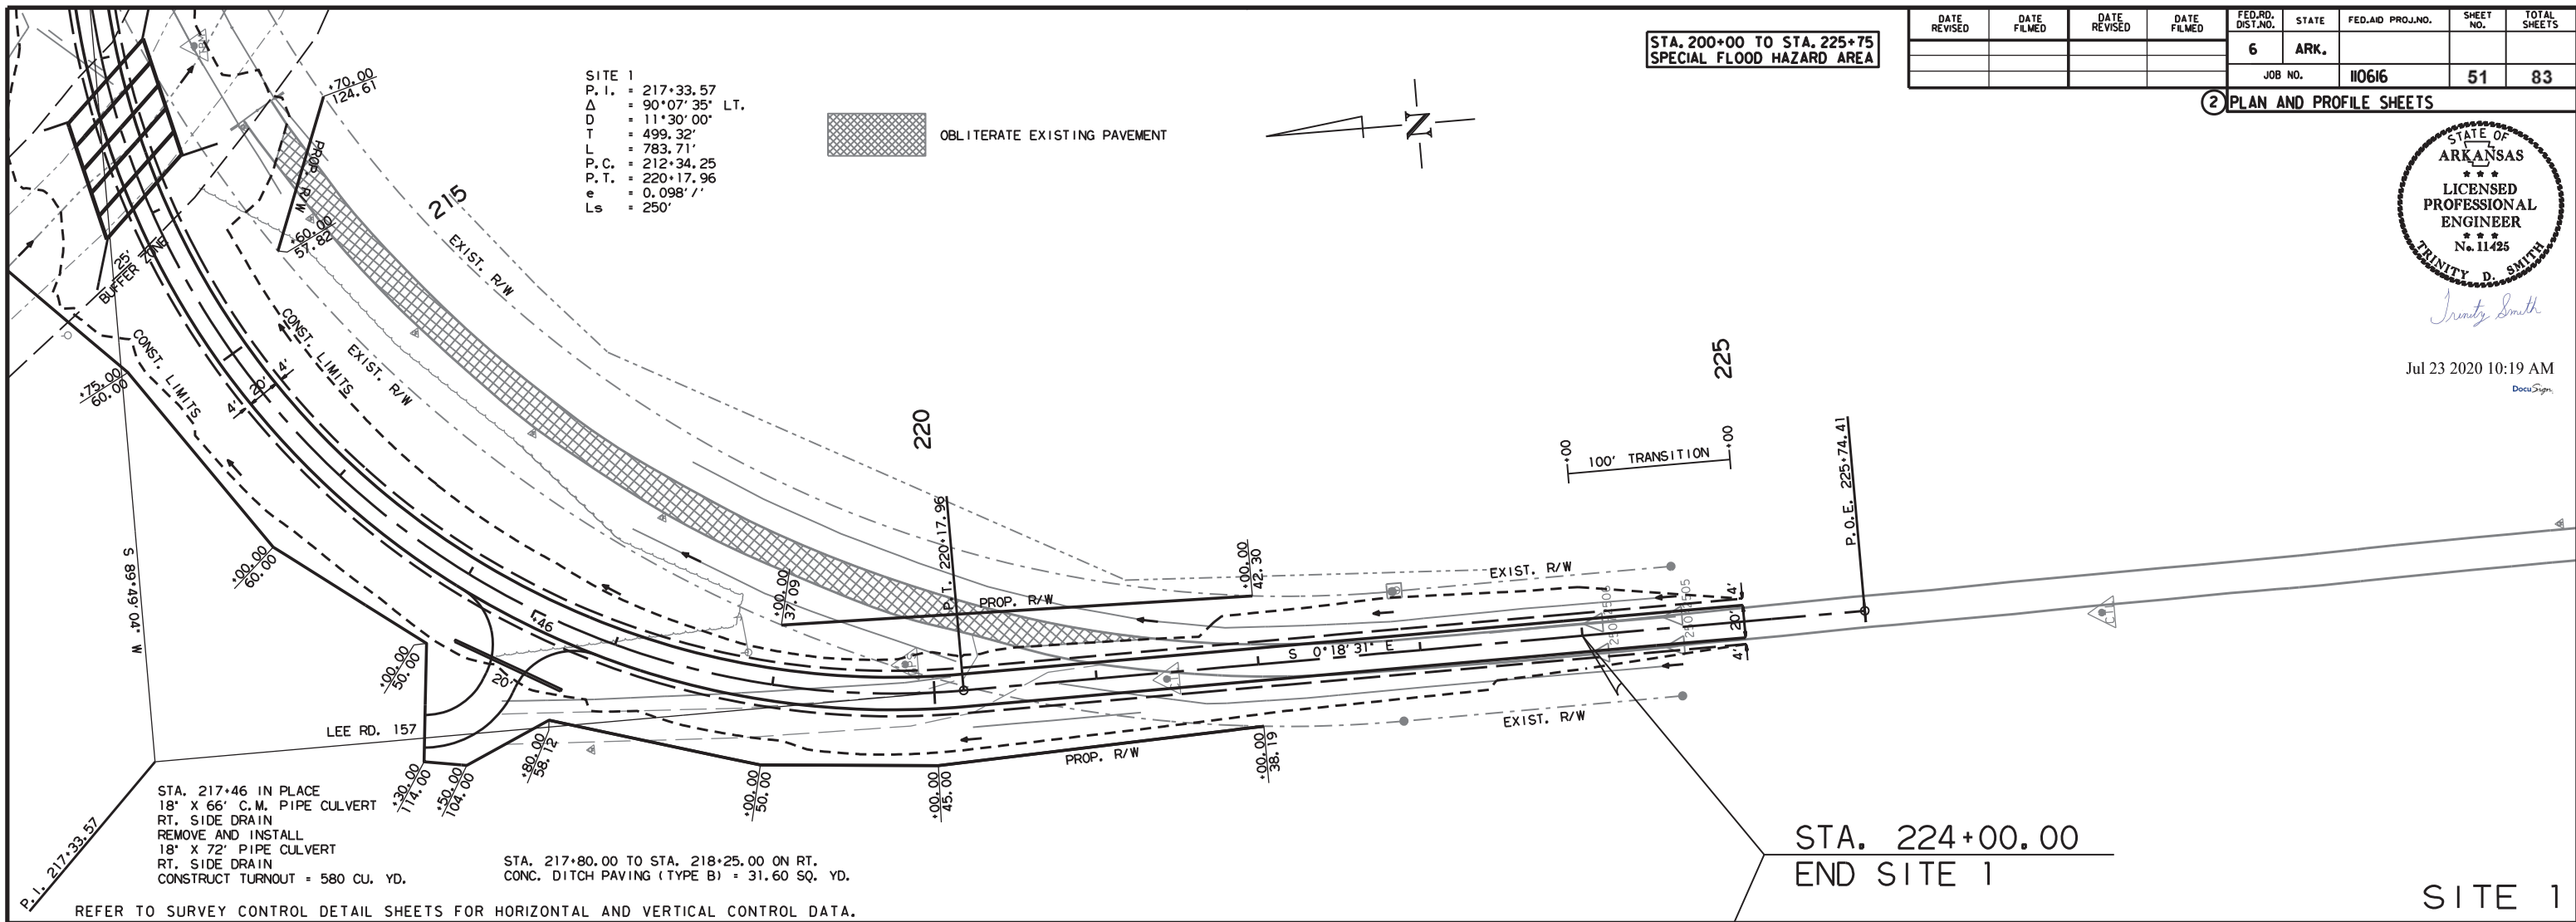 STA. 200+00 TO STA. 225+75
SPECIAL FLOOD HAZARD AREA
DATE REVISED
DATE FILMED
DATE REVISED
DATE FILMED
FED.RD. DIST.NO.
STATE
FED.AID PROJ.NO.
SHEET NO.
TOTAL SHEETS
6
ARK.
JOB NO.
110616
51
83
2 PLAN AND PROFILE SHEETS
STATE OF
ARKANSAS
LICENSED
PROFESSIONAL
ENGINEER
No. 11425
TRINITY D. SMITH
Trinity Smith
Jul 23 2020 10:19 AM
DocuSign
SITE 1
P.I. = 217+33.57
Δ = 90°07'35" LT.
D = 11°30'00"
T = 499.32'
L = 783.71'
P.C. = 212+34.25
P.T. = 220+17.96
e = 0.098'/'
Ls = 250'
OBLITERATE EXISTING PAVEMENT
N
+70.00
124.61
PROP. R/W
+60.00
57.82
215
EXIST. R/W
25'
BUFFER ZONE
CONST. LIMITS
CONST. LIMITS
EXIST. R/W
+75.00
60.00
4'
20'
4'
220
225
+00
100' TRANSITION
+00
P.O.E. 225+74.41
P.T. 220+17.96
+00.00
60.00
S 89°49'04" W
+00.00
37.09
PROP. R/W
+00.00
42.30
EXIST. R/W
4'
20'
4'
S 0°18'31" E
+46
20'
+00.00
50.00
LEE RD. 157
+30.00
114.00
+50.00
104.00
+80.00
58.12
+00.00
50.00
+00.00
45.00
PROP. R/W
+00.00
38.19
EXIST. R/W
P.I. 217+33.57
STA. 217+46 IN PLACE
18" X 66' C.M. PIPE CULVERT
RT. SIDE DRAIN
REMOVE AND INSTALL
18" X 72' PIPE CULVERT
RT. SIDE DRAIN
CONSTRUCT TURNOUT = 580 CU. YD.
STA. 217+80.00 TO STA. 218+25.00 ON RT.
CONC. DITCH PAVING (TYPE B) = 31.60 SQ. YD.
STA. 224+00.00
END SITE 1
SITE 1
REFER TO SURVEY CONTROL DETAIL SHEETS FOR HORIZONTAL AND VERTICAL CONTROL DATA.